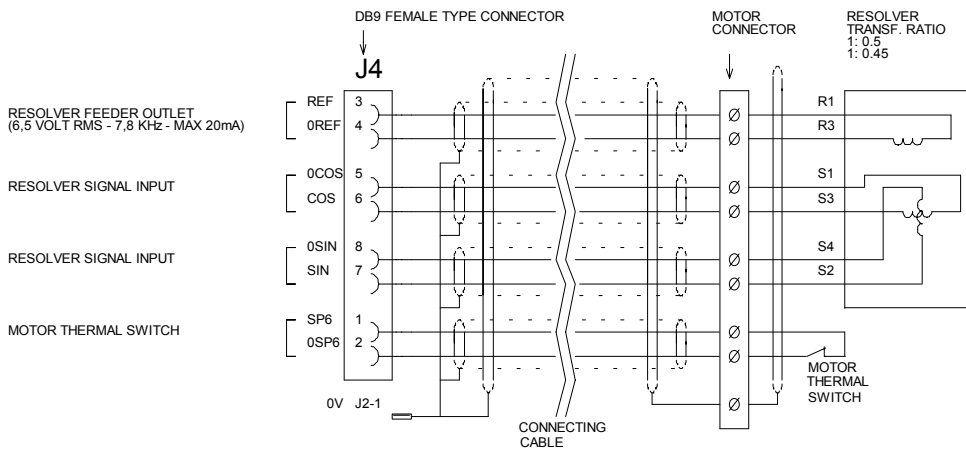 DB9 FEMALE TYPE CONNECTOR
MOTOR
CONNECTOR
RESOLVER
TRANSF. RATIO
1: 0.5
1: 0.45
J4
RESOLVER FEEDER OUTLET
(6,5 VOLT RMS - 7,8 KHz - MAX 20mA)
REF 3
0REF 4
R1
R3
RESOLVER SIGNAL INPUT
0COS 5
COS 6
S1
S3
RESOLVER SIGNAL INPUT
0SIN 8
SIN 7
S4
S2
MOTOR THERMAL SWITCH
SP6 1
0SP6 2
MOTOR
THERMAL
SWITCH
0V J2-1
CONNECTING
CABLE